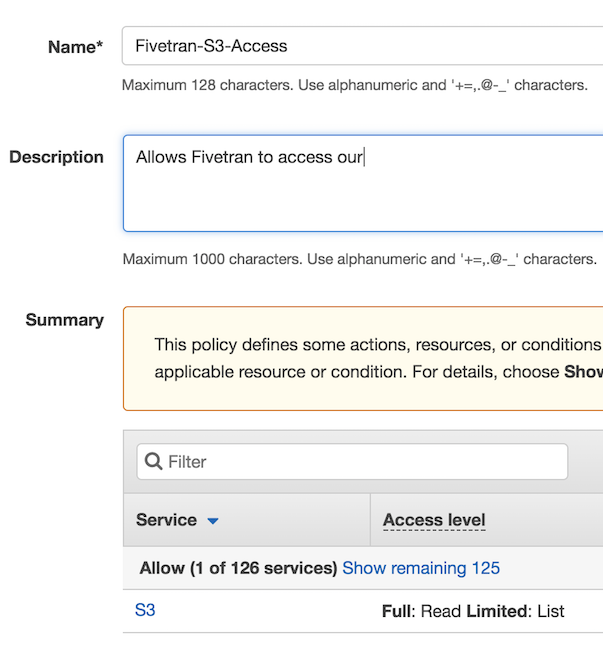 Name* Fivetran-S3-Access
Maximum 128 characters. Use alphanumeric and '+=,.@-_' characters.
Description Allows Fivetran to access our
Maximum 1000 characters. Use alphanumeric and '+=,.@-_' characters.
Summary
This policy defines some actions, resources, or conditions
applicable resource or condition. For details, choose Show
Filter
Service Access level
Allow (1 of 126 services) Show remaining 125
S3 Full: Read Limited: List